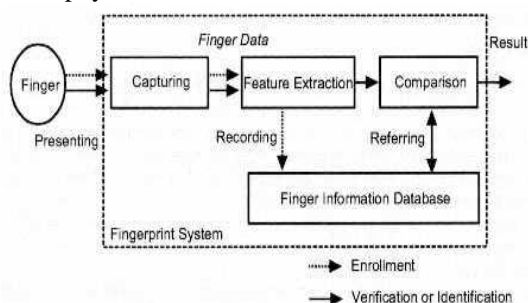 Finger Data
Result
Finger
Capturing
Feature Extraction
Comparison
Presenting
Recording
Referring
Finger Information Database
Fingerprint System
Enrollment
Verification or Identification